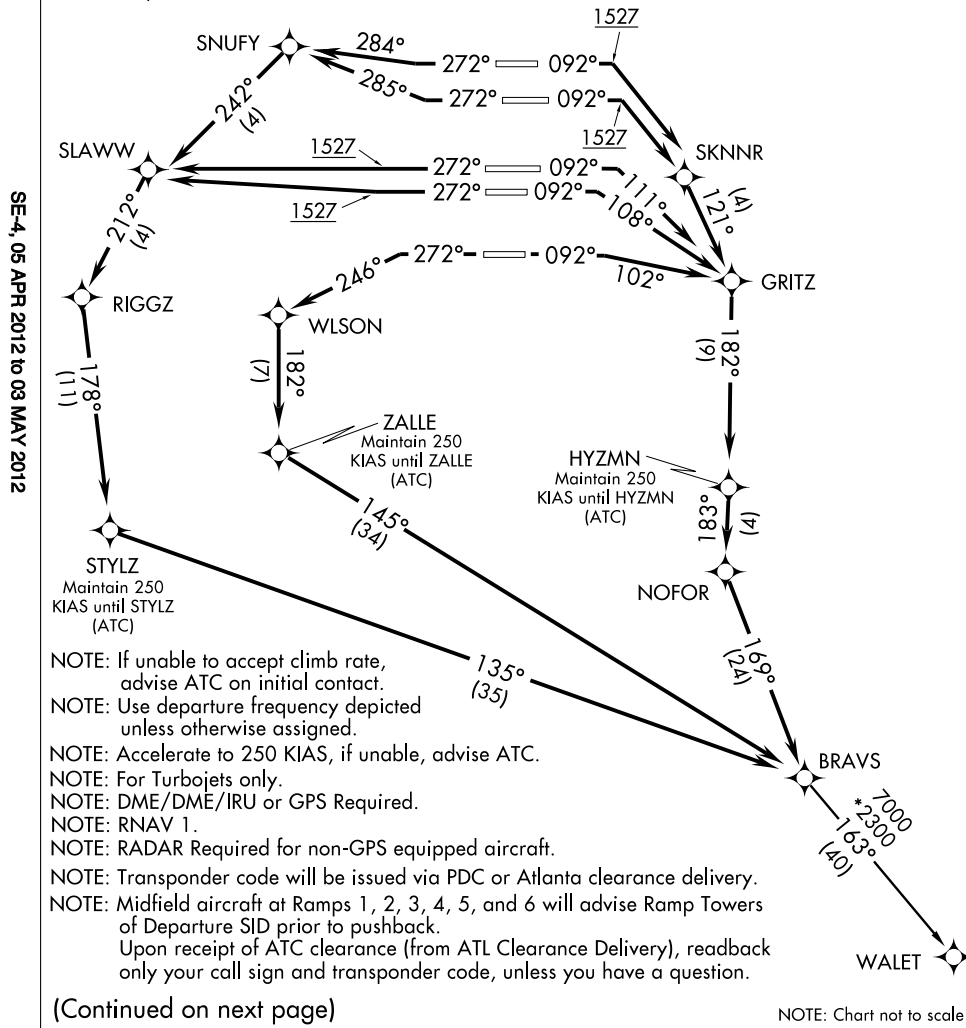 1527
SNUFY
284°
272° 092°
285°
272° 092°
1527
242°
(4)
SKNNR
SLAWW
1527
272° 092°
111°
(4)
121°
272° 092°
108°
1527
212°
(4)
272° 092°
246°
102°
GRITZ
RIGGZ
WLSON
182°
(9)
182°
(7)
178°
(11)
ZALLE
Maintain 250
KIAS until ZALLE
(ATC)
HYZMN
Maintain 250
KIAS until HYZMN
(ATC)
183°
(4)
145°
(34)
STYLZ
Maintain 250
KIAS until STYLZ
(ATC)
NOFOR
169°
(24)
135°
(35)
BRAVS
7000
*2300
163°
(40)
WALET
SE-4, 05 APR 2012 to 03 MAY 2012
NOTE: If unable to accept climb rate,
advise ATC on initial contact.
NOTE: Use departure frequency depicted
unless otherwise assigned.
NOTE: Accelerate to 250 KIAS, if unable, advise ATC.
NOTE: For Turbojets only.
NOTE: DME/DME/IRU or GPS Required.
NOTE: RNAV 1.
NOTE: RADAR Required for non-GPS equipped aircraft.
NOTE: Transponder code will be issued via PDC or Atlanta clearance delivery.
NOTE: Midfield aircraft at Ramps 1, 2, 3, 4, 5, and 6 will advise Ramp Towers
of Departure SID prior to pushback.
Upon receipt of ATC clearance (from ATL Clearance Delivery), readback
only your call sign and transponder code, unless you have a question.
(Continued on next page)
NOTE: Chart not to scale